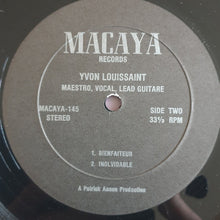 MACAYA
RECORDS
YVON LOUISSAINT
MAESTRO, VOCAL, LEAD GUITARE
MACAYA-145 SIDE TWO
STEREO 33⅓ RPM
1. BIENFAITEUR
2. INOLVIDABLE
A Patrick Aunon Production